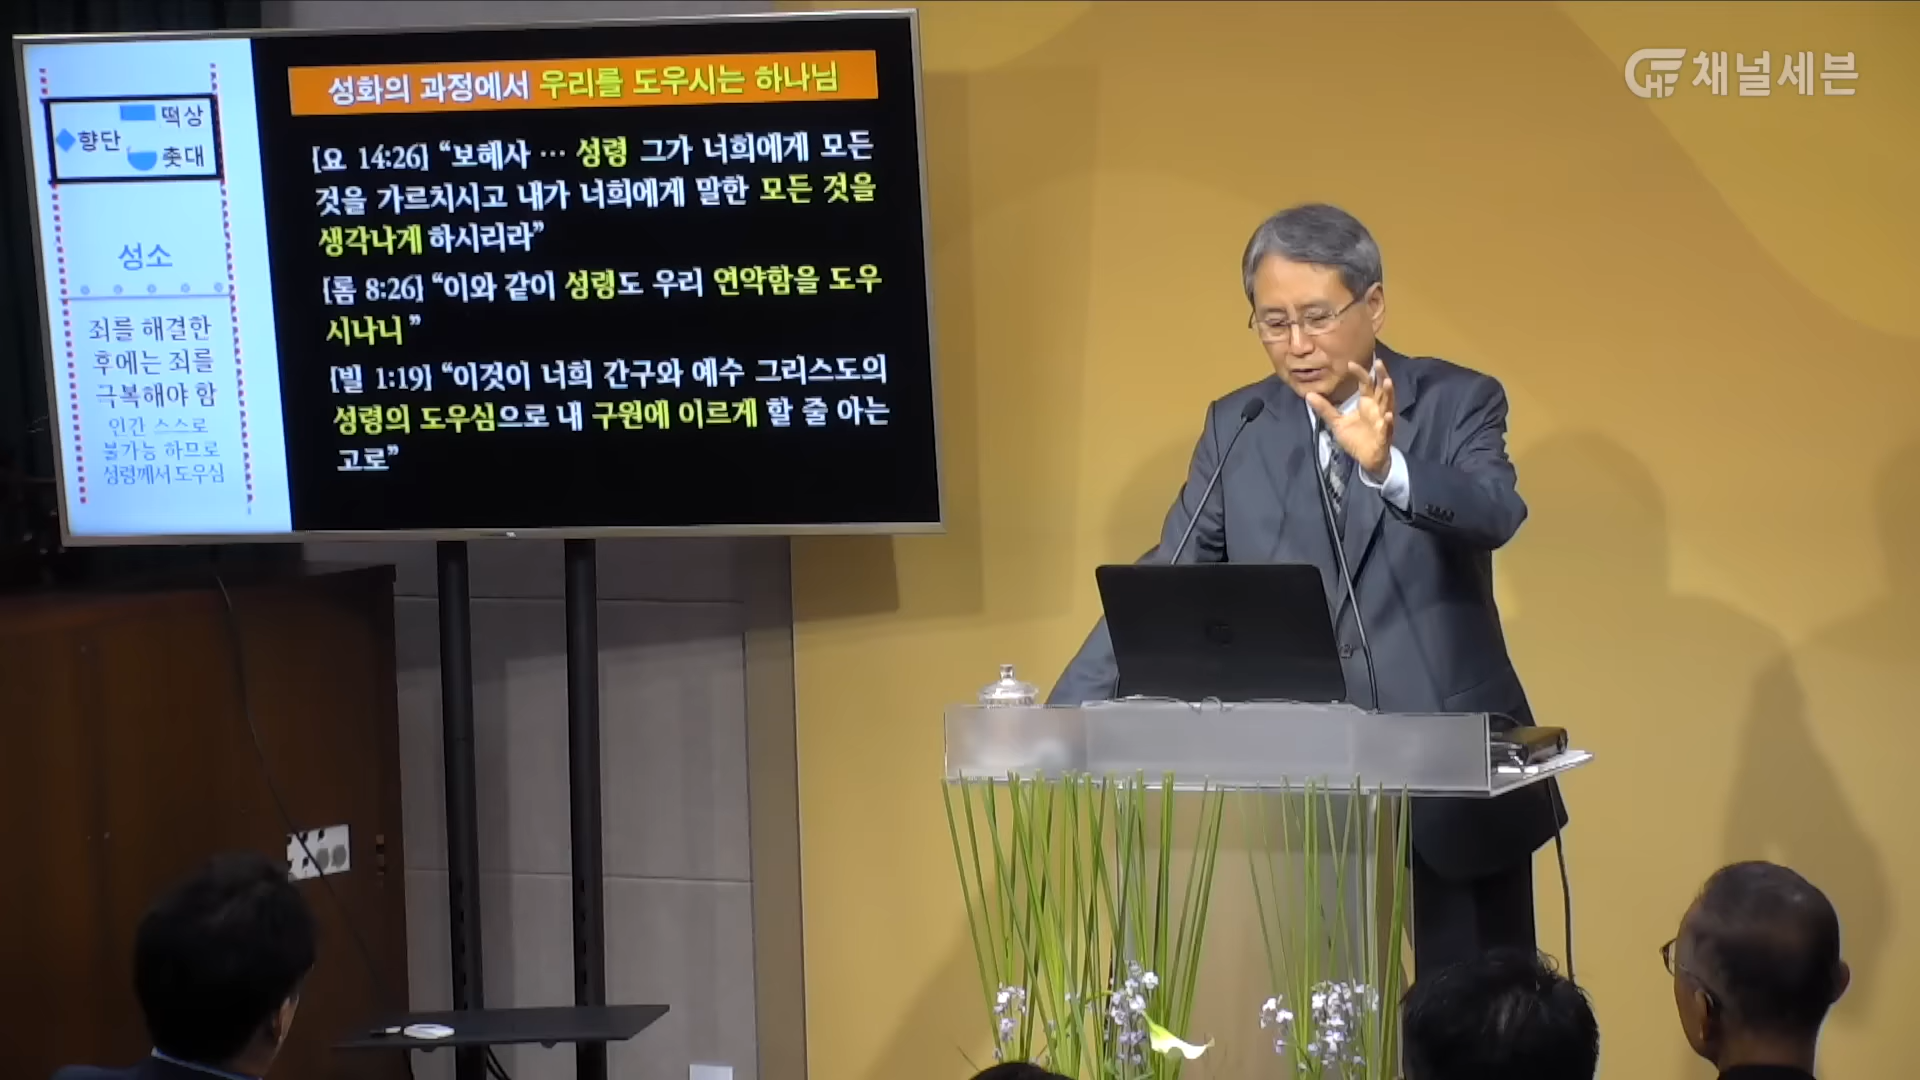 채널세븐
성화의 과정에서 우리를 도우시는 하나님
[요 14:26] “보혜사 … 성령 그가 너희에게 모든
것을 가르치시고 내가 너희에게 말한 모든 것을
생각나게 하시리라”
[롬 8:26] “이와 같이 성령도 우리 연약함을 도우
시나니”
[빌 1:19] “이것이 너희 간구와 예수 그리스도의
성령의 도우심으로 내 구원에 이르게 할 줄 아는
고로”
떡상
향단
촛대
성소
죄를 해결한
후에는 죄를
극복해야 함
인간 스스로
불가능 하므로
성령께서 도우심